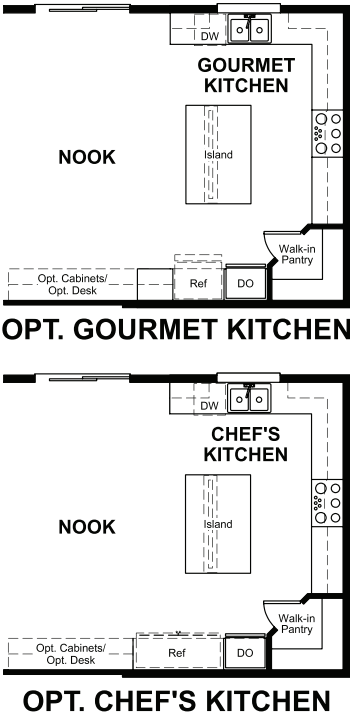 DW
GOURMET
KITCHEN
NOOK
Island
Walk-in
Pantry
Opt. Cabinets/
Opt. Desk
Ref
DO
OPT. GOURMET KITCHEN
DW
CHEF'S
KITCHEN
NOOK
Island
Walk-in
Pantry
Opt. Cabinets/
Opt. Desk
Ref
DO
OPT. CHEF'S KITCHEN